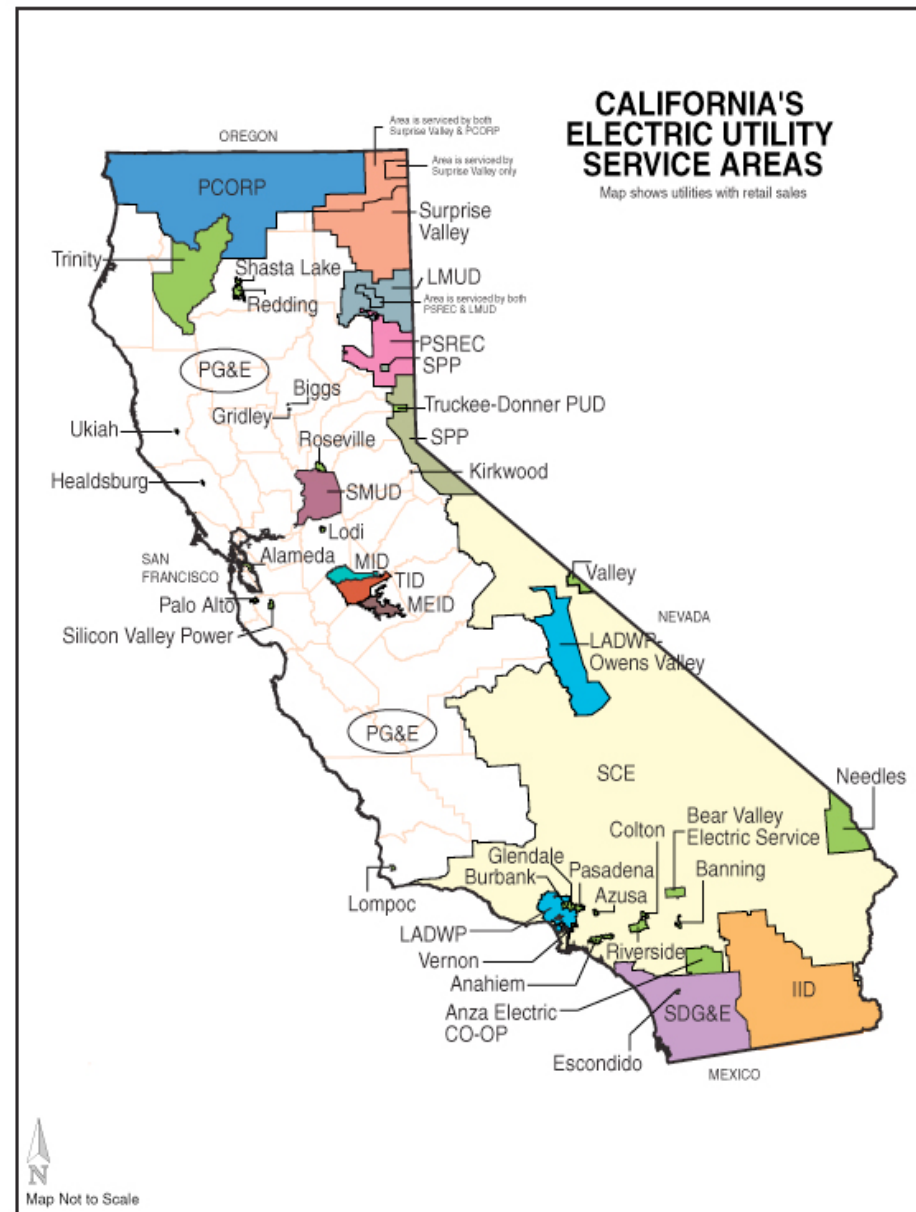 CALIFORNIA'S
ELECTRIC UTILITY
SERVICE AREAS
Map shows utilities with retail sales
Area is serviced by both
Surprise Valley & PCORP
OREGON
Area is serviced by
Surprise Valley only
PCORP
Surprise
Valley
Trinity
Shasta Lake
Redding
LMUD
Area is serviced by both
PSREC & LMUD
PSREC
SPP
PG&E
Biggs
Gridley
Truckee-Donner PUD
Ukiah
Roseville
SPP
Healdsburg
Kirkwood
SMUD
Lodi
SAN
FRANCISCO
Alameda
MID
TID
MEID
Valley
Palo Alto
NEVADA
Silicon Valley Power
LADWP-
Owens Valley
PG&E
SCE
Needles
Bear Valley
Electric Service
Colton
Glendale
Burbank
Pasadena
Azusa
Banning
Lompoc
LADWP
Vernon
Riverside
Anahiem
Anza Electric
CO-OP
SDG&E
IID
Escondido
MEXICO
N
Map Not to Scale